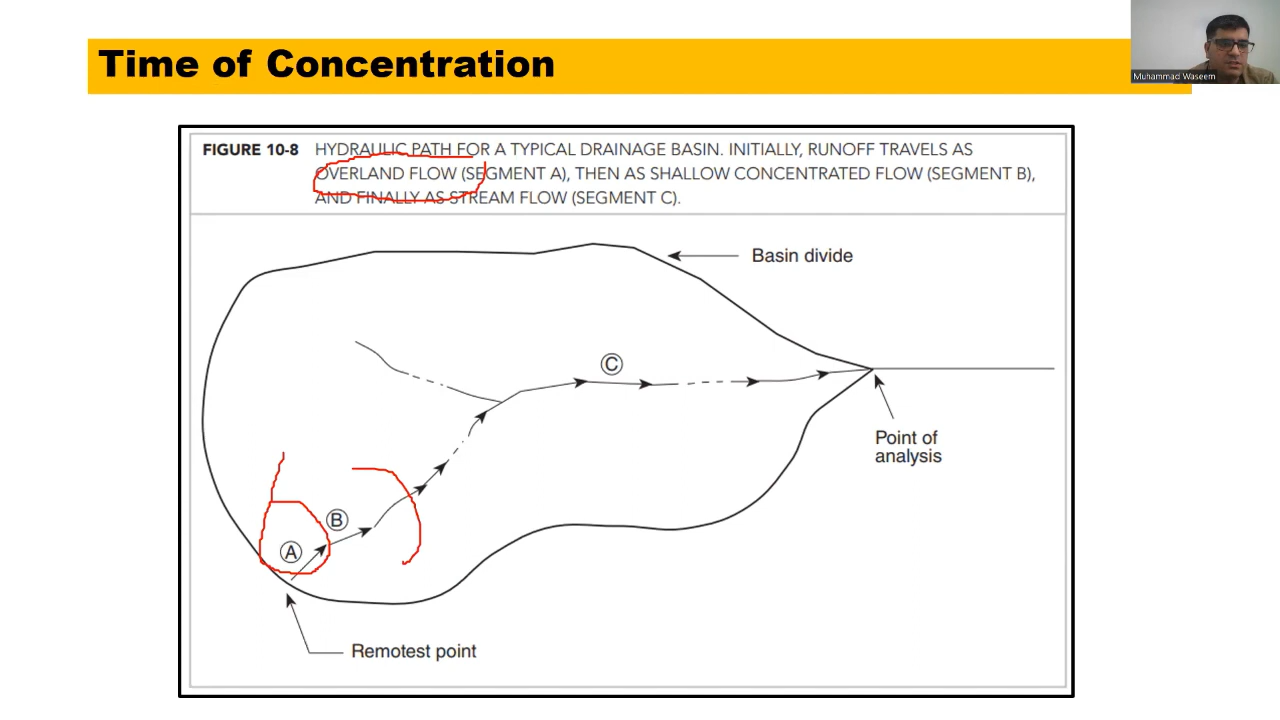 Time of Concentration
Muhammad Waseem
FIGURE 10-8 HYDRAULIC PATH FOR A TYPICAL DRAINAGE BASIN. INITIALLY, RUNOFF TRAVELS AS
OVERLAND FLOW (SEGMENT A), THEN AS SHALLOW CONCENTRATED FLOW (SEGMENT B),
AND FINALLY AS STREAM FLOW (SEGMENT C).
Basin divide
C
Point of
analysis
B
A
Remotest point